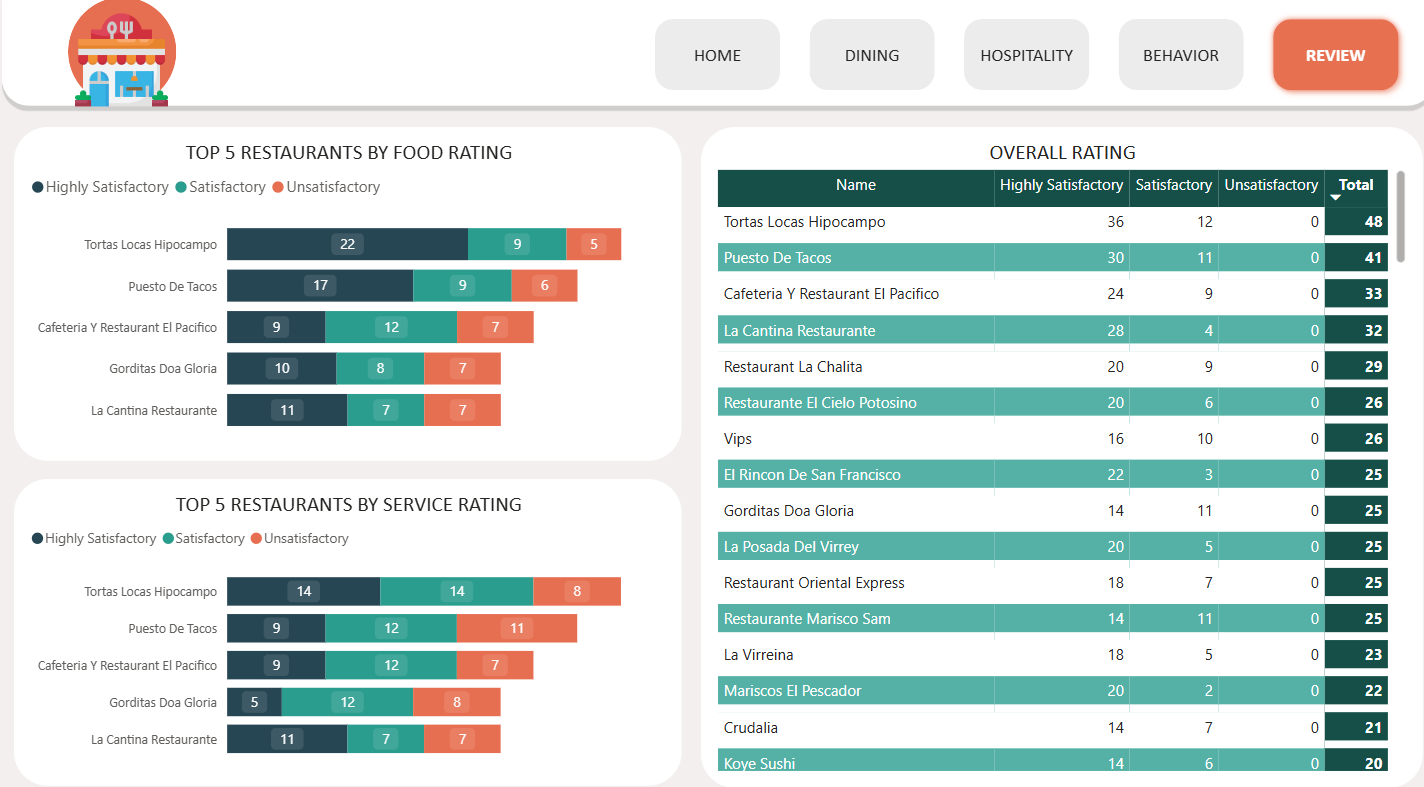 HOME DINING HOSPITALITY BEHAVIOR REVIEW
TOP 5 RESTAURANTS BY FOOD RATING
Highly Satisfactory Satisfactory Unsatisfactory
Tortas Locas Hipocampo 22 9 5
Puesto De Tacos 17 9 6
Cafeteria Y Restaurant El Pacifico 9 12 7
Gorditas Doa Gloria 10 8 7
La Cantina Restaurante 11 7 7
TOP 5 RESTAURANTS BY SERVICE RATING
Highly Satisfactory Satisfactory Unsatisfactory
Tortas Locas Hipocampo 14 14 8
Puesto De Tacos 9 12 11
Cafeteria Y Restaurant El Pacifico 9 12 7
Gorditas Doa Gloria 5 12 8
La Cantina Restaurante 11 7 7
OVERALL RATING
Name Highly Satisfactory Satisfactory Unsatisfactory Total
Tortas Locas Hipocampo 36 12 0 48
Puesto De Tacos 30 11 0 41
Cafeteria Y Restaurant El Pacifico 24 9 0 33
La Cantina Restaurante 28 4 0 32
Restaurant La Chalita 20 9 0 29
Restaurante El Cielo Potosino 20 6 0 26
Vips 16 10 0 26
El Rincon De San Francisco 22 3 0 25
Gorditas Doa Gloria 14 11 0 25
La Posada Del Virrey 20 5 0 25
Restaurant Oriental Express 18 7 0 25
Restaurante Marisco Sam 14 11 0 25
La Virreina 18 5 0 23
Mariscos El Pescador 20 2 0 22
Crudalia 14 7 0 21
Koye Sushi 14 6 0 20